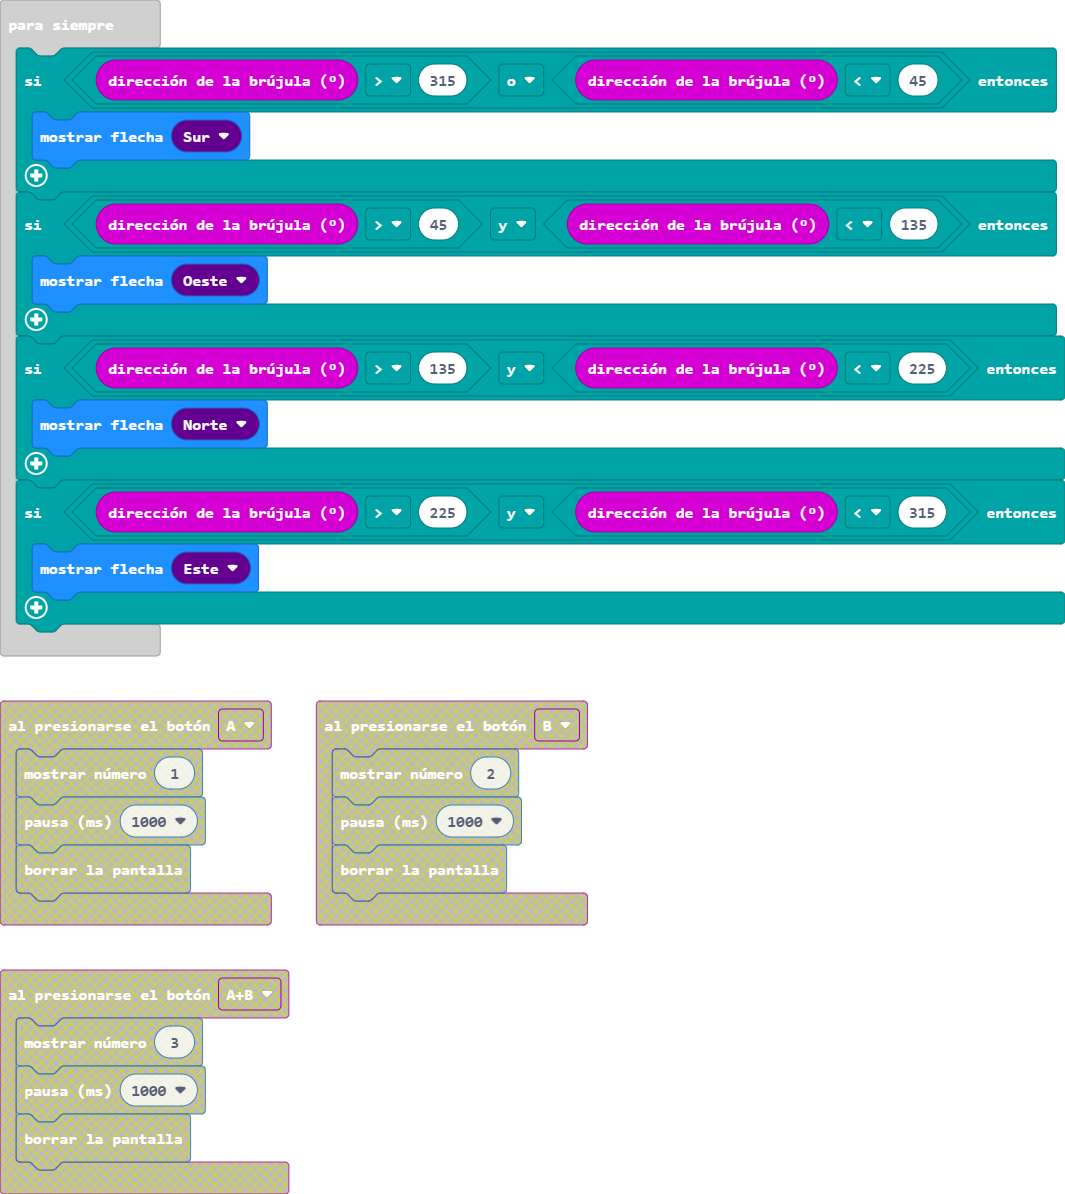 para siempre
si dirección de la brújula (º) > 315 o dirección de la brújula (º) < 45 entonces
mostrar flecha Sur
si dirección de la brújula (º) > 45 y dirección de la brújula (º) < 135 entonces
mostrar flecha Oeste
si dirección de la brújula (º) > 135 y dirección de la brújula (º) < 225 entonces
mostrar flecha Norte
si dirección de la brújula (º) > 225 y dirección de la brújula (º) < 315 entonces
mostrar flecha Este
al presionarse el botón A
mostrar número 1
pausa (ms) 1000
borrar la pantalla
al presionarse el botón B
mostrar número 2
pausa (ms) 1000
borrar la pantalla
al presionarse el botón A+B
mostrar número 3
pausa (ms) 1000
borrar la pantalla